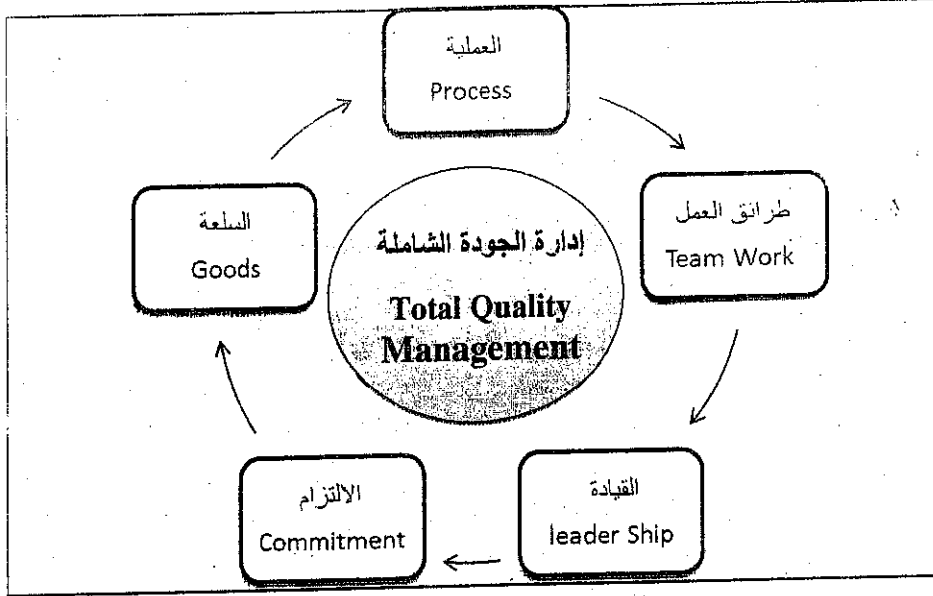 العملية
Process
طرائق العمل
Team Work
السلعة
Goods
إدارة الجودة الشاملة
Total Quality
Management
القيادة
leader Ship
الالتزام
Commitment